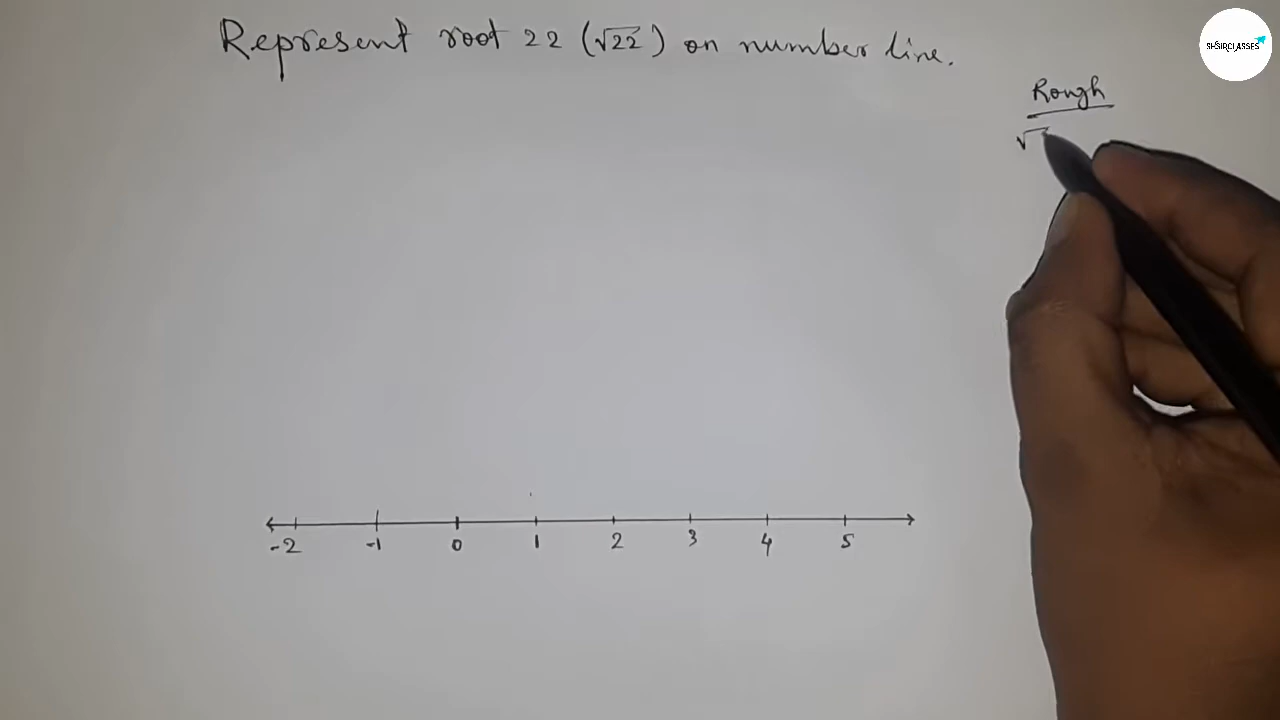 Represent root 22 (√22) on number line.
SHSIRCLASSES
Rough
√
-2 -1 0 1 2 3 4 5